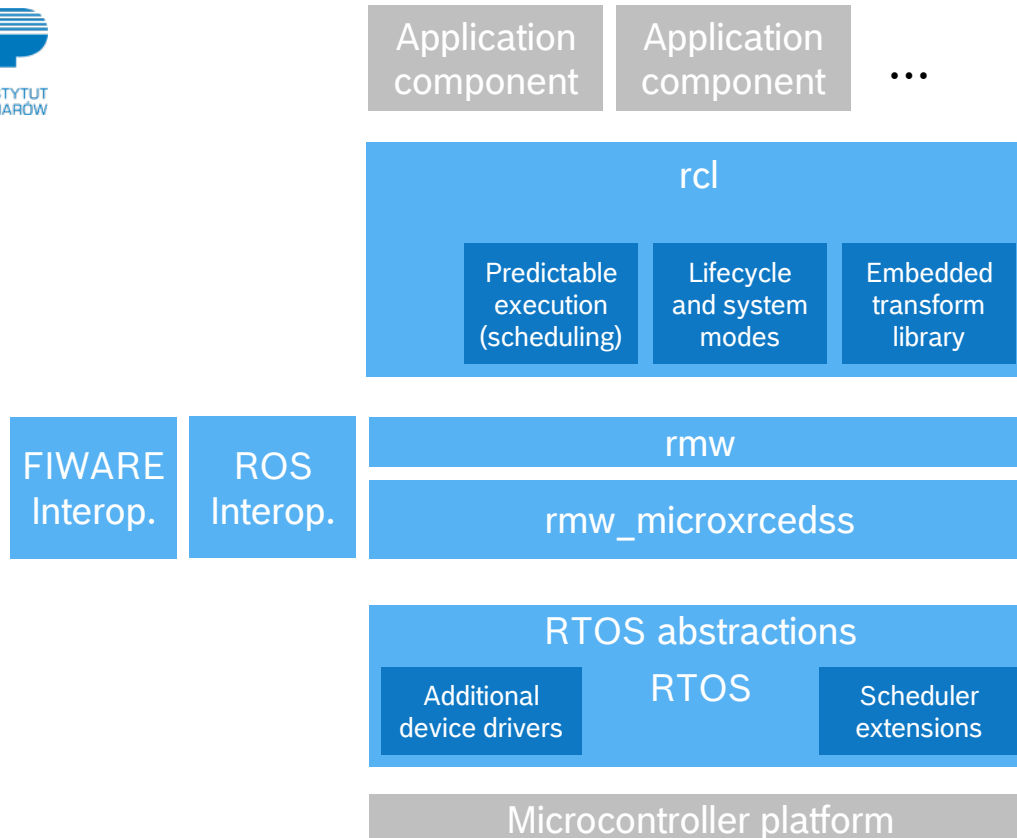 Application
component
Application
component
...
rcl
Predictable
execution
(scheduling)
Lifecycle
and system
modes
Embedded
transform
library
FIWARE
Interop.
ROS
Interop.
rmw
rmw_microxrcedss
RTOS abstractions
RTOS
Additional
device drivers
Scheduler
extensions
Microcontroller platform